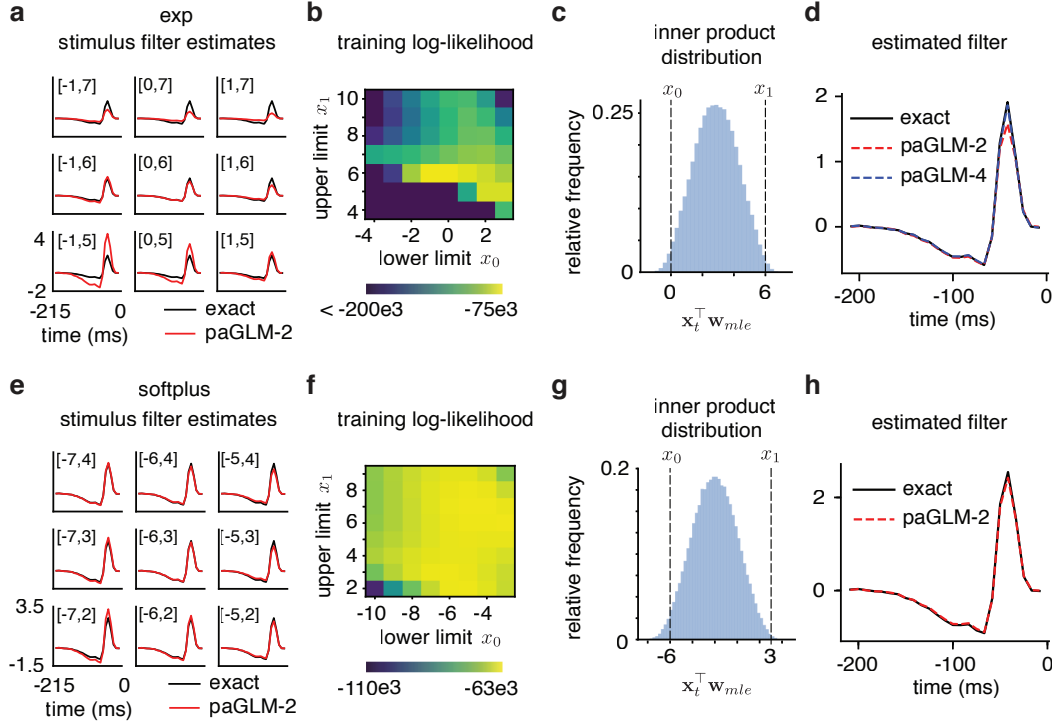 a
exp
stimulus filter estimates
[-1,7]
[0,7]
[1,7]
[-1,6]
[0,6]
[1,6]
[-1,5]
[0,5]
[1,5]
4
-2
-215
0
time (ms)
exact
paGLM-2
b
training log-likelihood
upper limit x₁
10
8
6
4
-4
-2
0
2
lower limit x₀
< -200e3
-75e3
c
inner product
distribution
x₀
x₁
0.25
relative frequency
0
0
6
xₜ⊤wₘₗₑ
d
estimated filter
2
1
0
exact
paGLM-2
paGLM-4
-200
-100
0
time (ms)
e
softplus
stimulus filter estimates
[-7,4]
[-6,4]
[-5,4]
[-7,3]
[-6,3]
[-5,3]
[-7,2]
[-6,2]
[-5,2]
3.5
-1.5
-215
0
time (ms)
exact
paGLM-2
f
training log-likelihood
upper limit x₁
8
6
4
2
-10
-8
-6
-4
lower limit x₀
-110e3
-63e3
g
inner product
distribution
x₀
x₁
0.2
relative frequency
0
-6
3
xₜ⊤wₘₗₑ
h
estimated filter
2
0
exact
paGLM-2
-200
-100
0
time (ms)